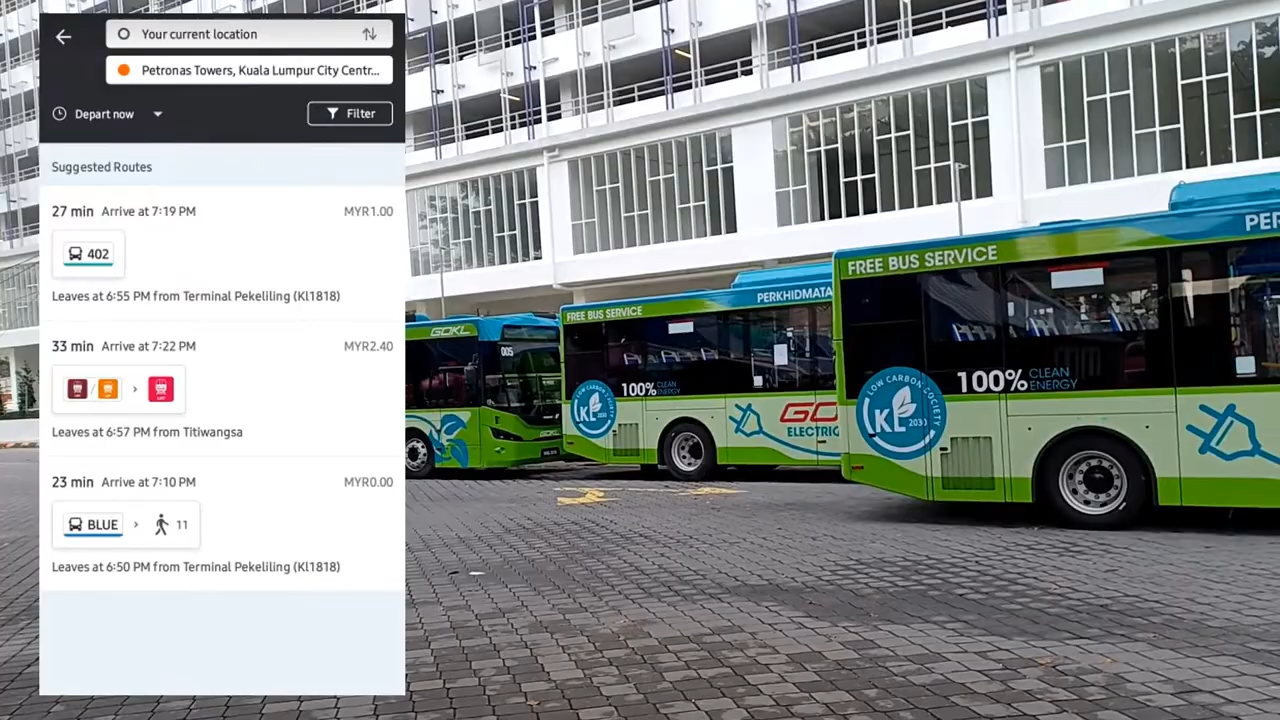 Your current location
Petronas Towers, Kuala Lumpur City Centr...
Depart now
Filter
Suggested Routes
27 min Arrive at 7:19 PM MYR1.00
402
Leaves at 6:55 PM from Terminal Pekeliling (Kl1818)
33 min Arrive at 7:22 PM MYR2.40
Leaves at 6:57 PM from Titiwangsa
23 min Arrive at 7:10 PM MYR0.00
BLUE > 11
Leaves at 6:50 PM from Terminal Pekeliling (Kl1818)
GOKL
005
FREE BUS SERVICE
PERKHIDMATA
100% CLEAN ENERGY
LOW CARBON SOCIETY
KL
GO
ELECTRIC
FREE BUS SERVICE
PER
100% CLEAN
ENERGY
LOW CARBON SOCIETY
KL
2030